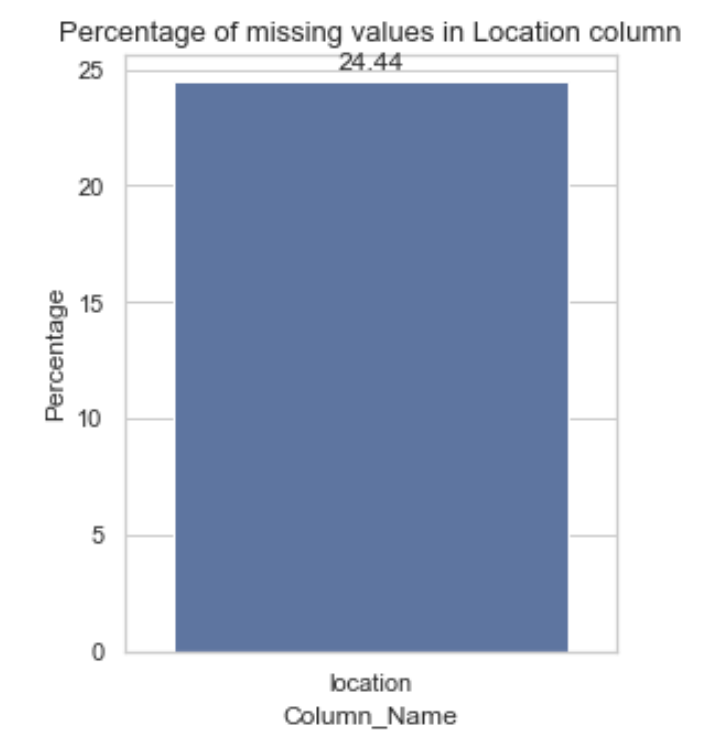 Percentage of missing values in Location column
24.44
25
20
15
10
5
0
Percentage
location
Column_Name